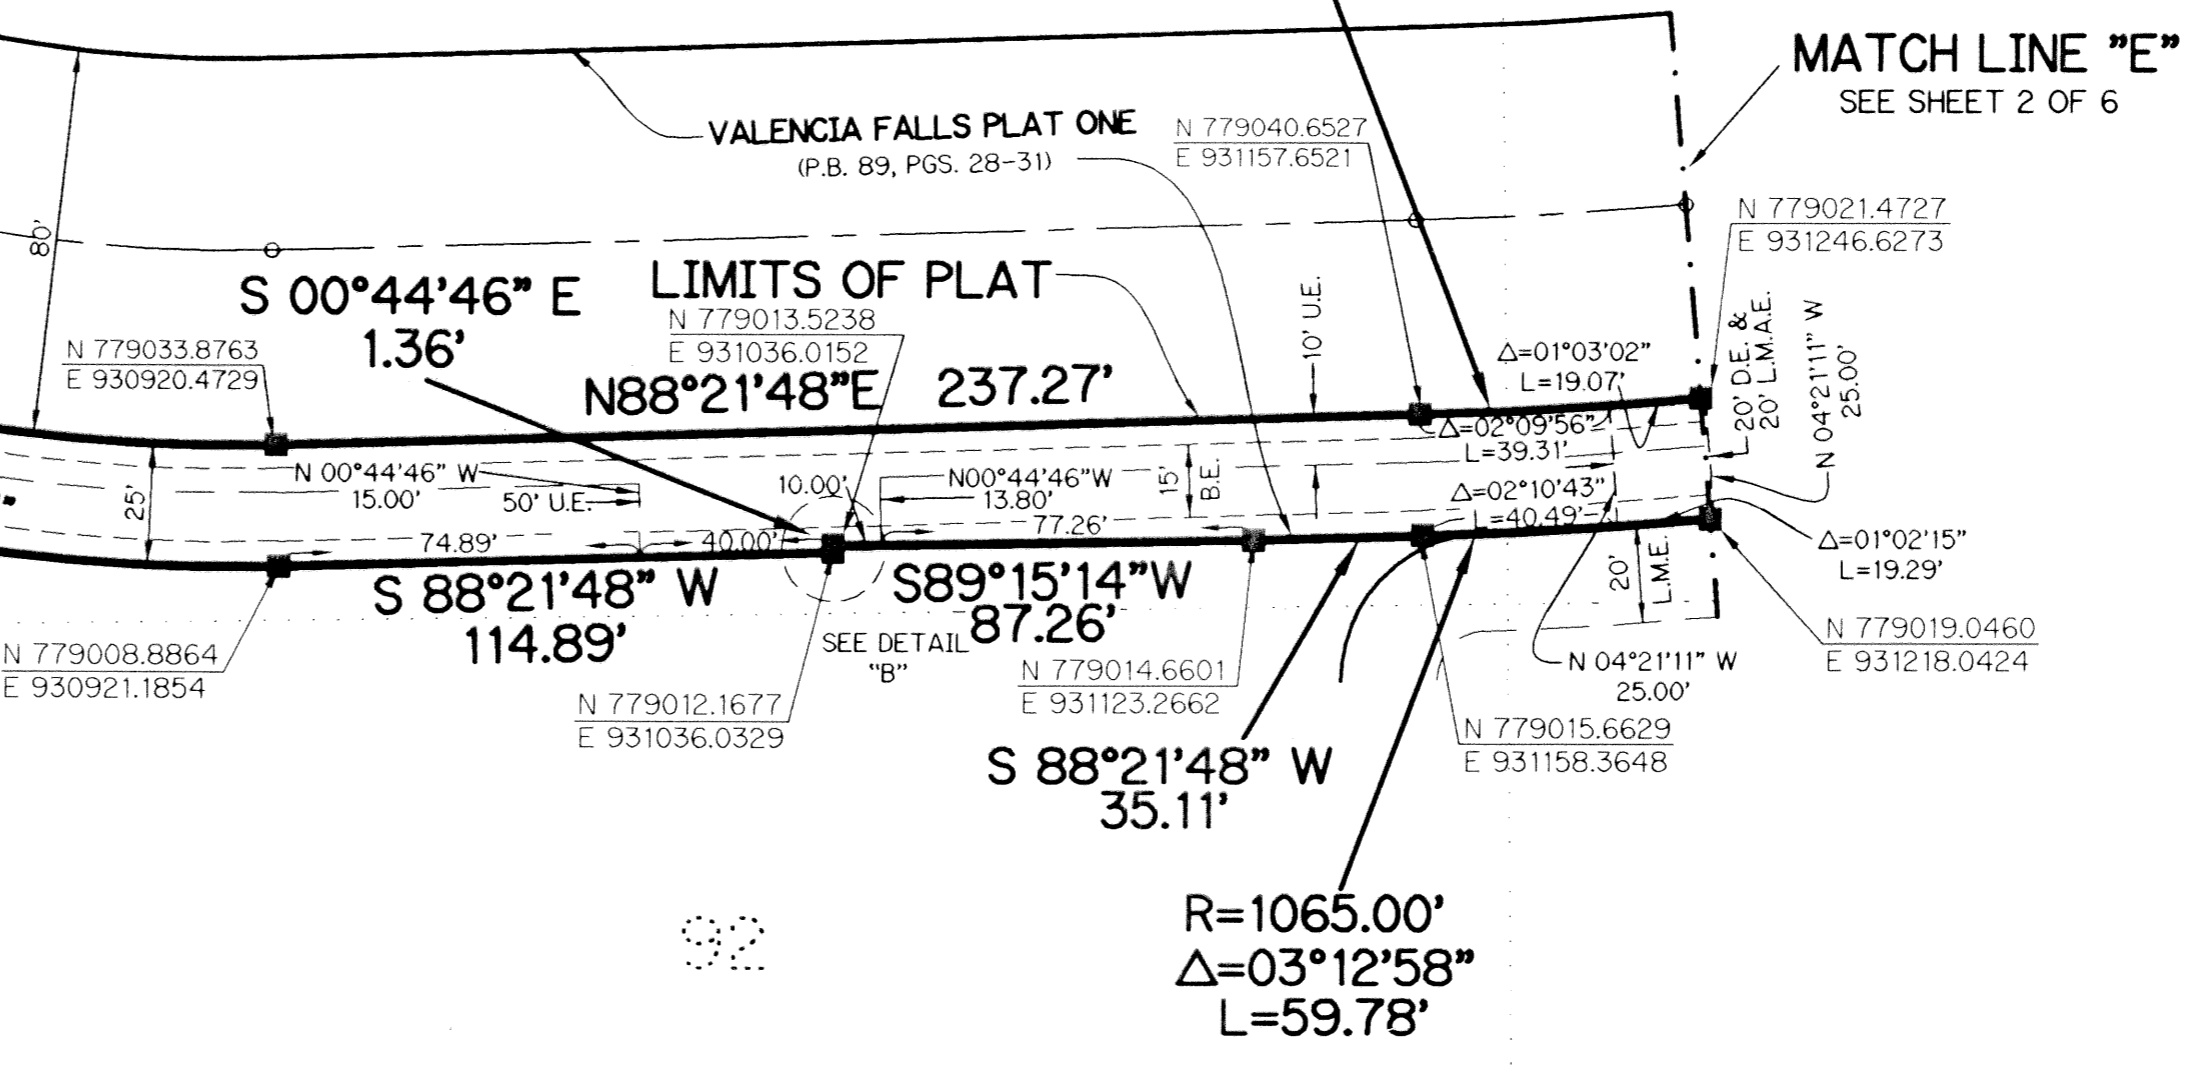 MATCH LINE "E"
SEE SHEET 2 OF 6
VALENCIA FALLS PLAT ONE
(P.B. 89, PGS. 28-31)
N 779040.6527
E 931157.6521
N 779021.4727
E 931246.6273
80'
S 00°44'46" E
1.36'
LIMITS OF PLAT
N 779013.5238
E 931036.0152
N 779033.8763
E 930920.4729
N88°21'48"E 237.27'
10' U.E.
Δ=01°03'02"
L=19.07'
20' D.E. &
20' L.M.A.E.
N 04°21'11" W
25.00'
Δ=02°09'56"
L=39.31'
25'
N 00°44'46" W
15.00'
50' U.E.
10.00'
N00°44'46"W
13.80'
15'
B.E.
Δ=02°10'43"
L=40.49'
74.89'
40.00'
77.26'
Δ=01°02'15"
L=19.29'
S 88°21'48" W
114.89'
S89°15'14"W
87.26'
SEE DETAIL
"B"
20'
L.M.E.
N 779008.8864
E 930921.1854
N 779012.1677
E 931036.0329
N 779014.6601
E 931123.2662
N 04°21'11" W
25.00'
N 779019.0460
E 931218.0424
N 779015.6629
E 931158.3648
S 88°21'48" W
35.11'
R=1065.00'
Δ=03°12'58"
L=59.78'
92